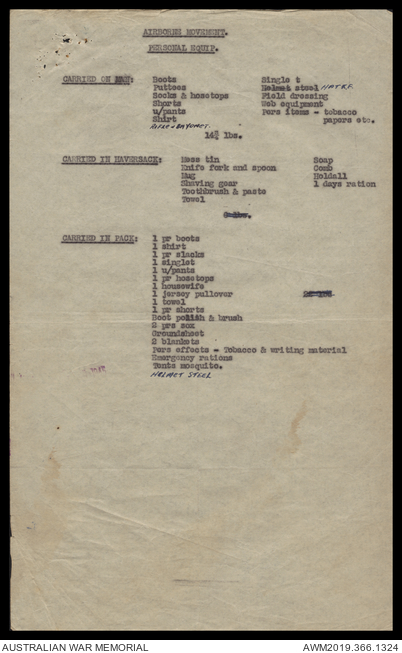 AIRBORNE MOVEMENT.
PERSONAL EQUIP.
CARRIED ON MAN: Boots Single t
Puttees Helmet steel HAT K.F.
Socks & hosetops Field dressing
Shorts Web equipment
u/pants Pers items - tobacco
Shirt papers etc.
RIFLE & BAYONET.
14¾ lbs.
CARRIED IN HAVERSACK: Mess tin Soap
Knife fork and spoon Comb
Mug Holdall
Shaving gear 1 days ration
Toothbrush & paste
Towel
CARRIED IN PACK: 1 pr boots
1 shirt
1 pr slacks
1 singlet
1 u/pants
1 pr hosetops
1 housewife
1 jersey pullover
1 towel
1 pr shorts
Boot polish & brush
2 prs sox
Groundsheet
2 blankets
Pers effects - Tobacco & writing material
Emergency rations
Tents mosquito.
HELMET STEEL
AUSTRALIAN WAR MEMORIAL AWM2019.366.1324